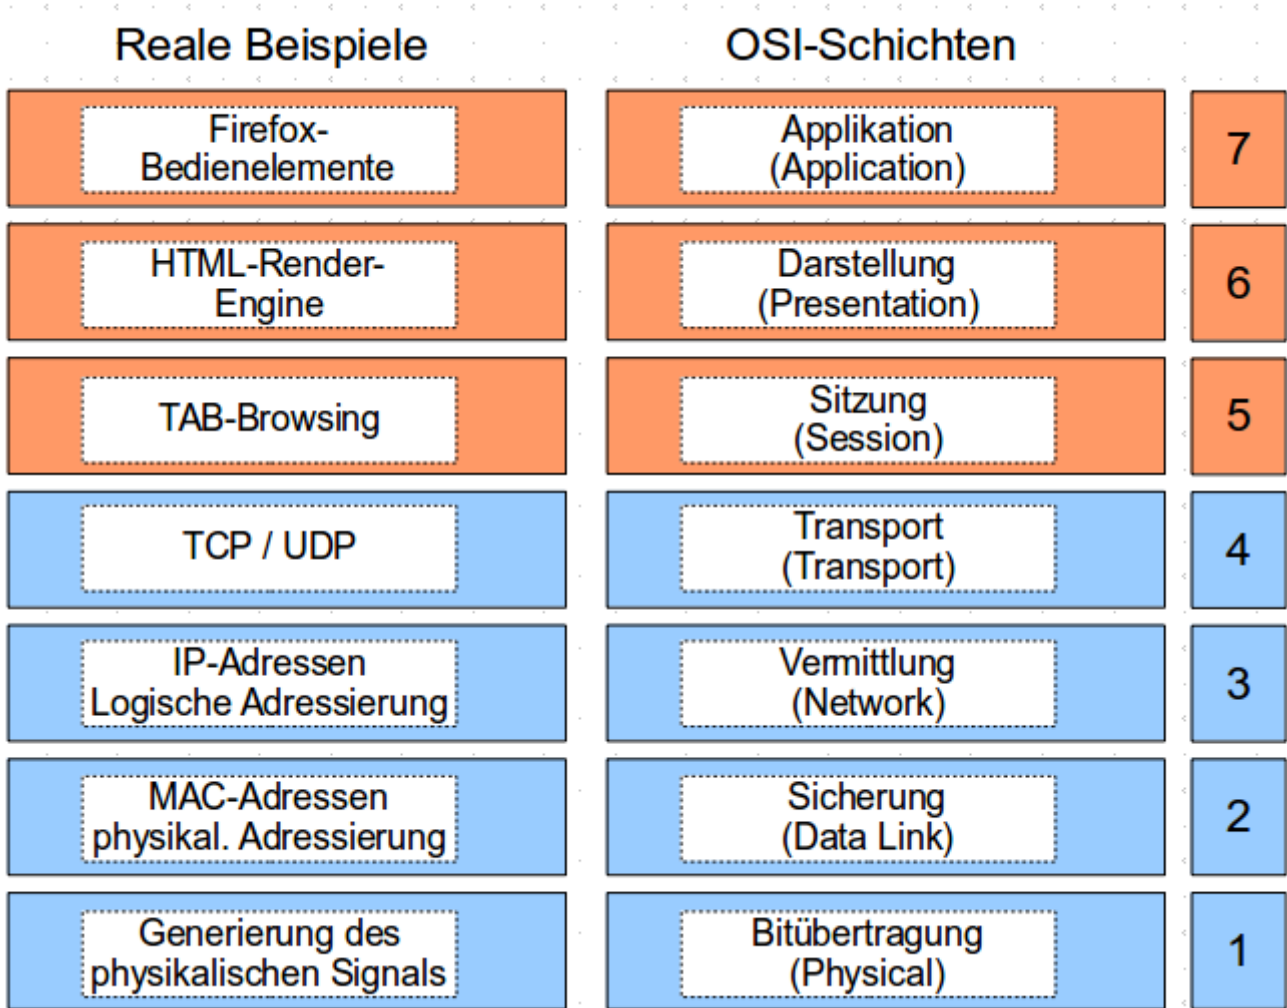 Reale Beispiele
OSI-Schichten
Firefox-
Bedienelemente
Applikation
(Application)
7
HTML-Render-
Engine
Darstellung
(Presentation)
6
TAB-Browsing
Sitzung
(Session)
5
TCP / UDP
Transport
(Transport)
4
IP-Adressen
Logische Adressierung
Vermittlung
(Network)
3
MAC-Adressen
physikal. Adressierung
Sicherung
(Data Link)
2
Generierung des
physikalischen Signals
Bitübertragung
(Physical)
1